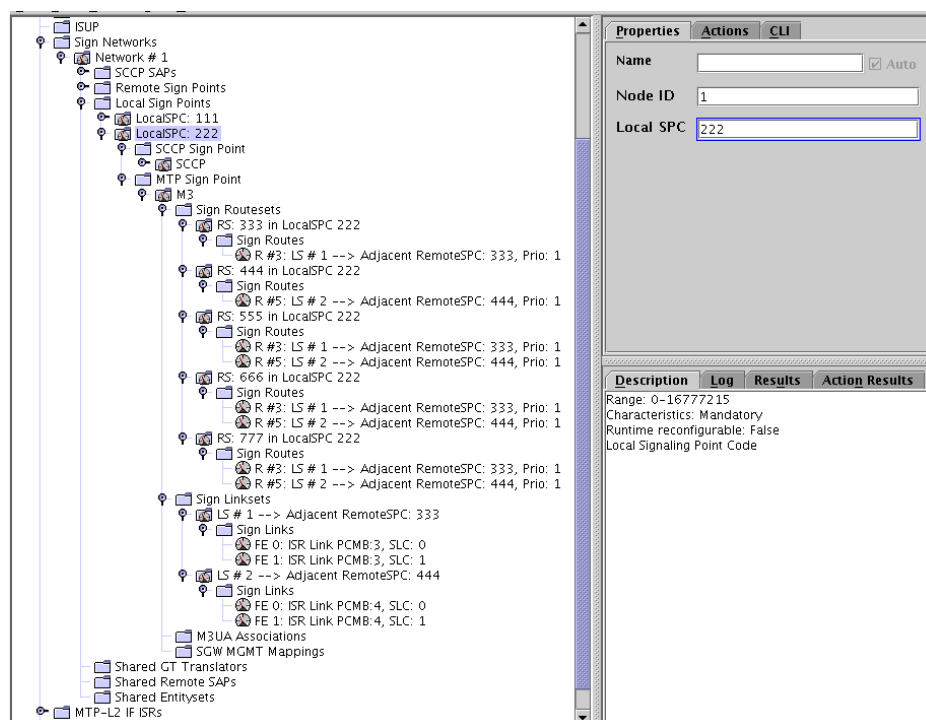 ISUP
Sign Networks
Network # 1
SCCP SAPs
Remote Sign Points
Local Sign Points
LocalSPC: 111
LocalSPC: 222
SCCP Sign Point
SCCP
MTP Sign Point
M3
Sign Routesets
RS: 333 in LocalSPC 222
Sign Routes
R #3: LS # 1 --> Adjacent RemoteSPC: 333, Prio: 1
RS: 444 in LocalSPC 222
Sign Routes
R #5: LS # 2 --> Adjacent RemoteSPC: 444, Prio: 1
RS: 555 in LocalSPC 222
Sign Routes
R #3: LS # 1 --> Adjacent RemoteSPC: 333, Prio: 1
R #5: LS # 2 --> Adjacent RemoteSPC: 444, Prio: 1
RS: 666 in LocalSPC 222
Sign Routes
R #3: LS # 1 --> Adjacent RemoteSPC: 333, Prio: 1
R #5: LS # 2 --> Adjacent RemoteSPC: 444, Prio: 1
RS: 777 in LocalSPC 222
Sign Routes
R #3: LS # 1 --> Adjacent RemoteSPC: 333, Prio: 1
R #5: LS # 2 --> Adjacent RemoteSPC: 444, Prio: 1
Sign Linksets
LS # 1 --> Adjacent RemoteSPC: 333
Sign Links
FE 0: ISR Link PCMB:3, SLC: 0
FE 1: ISR Link PCMB:3, SLC: 1
LS # 2 --> Adjacent RemoteSPC: 444
Sign Links
FE 0: ISR Link PCMB:4, SLC: 0
FE 1: ISR Link PCMB:4, SLC: 1
M3UA Associations
SGW MGMT Mappings
Shared GT Translators
Shared Remote SAPs
Shared Entitysets
MTP-L2 IF ISRs
Properties Actions CLI
Name Auto
Node ID 1
Local SPC 222
Description Log Results Action Results
Range: 0-16777215
Characteristics: Mandatory
Runtime reconfigurable: False
Local Signaling Point Code